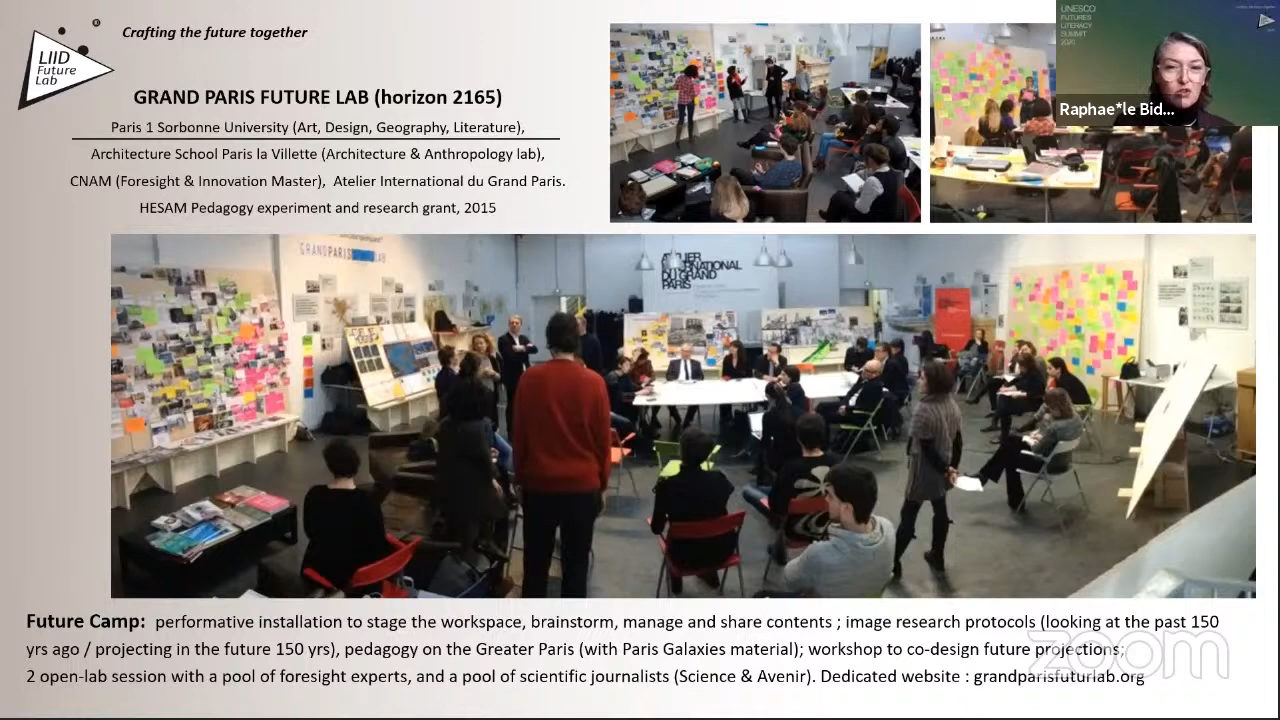 LIID
Future
Lab
®
Crafting the future together
GRAND PARIS FUTURE LAB (horizon 2165)
Paris 1 Sorbonne University (Art, Design, Geography, Literature),
Architecture School Paris la Villette (Architecture & Anthropology lab),
CNAM (Foresight & Innovation Master), Atelier International du Grand Paris.
HESAM Pedagogy experiment and research grant, 2015
UNESCO
FUTURES
LITERACY
SUMMIT
2020
Raphae*le Bid...
GRANDPARIS
LAB
ATELIER
INTERNATIONAL
DU GRAND
PARIS
Future Camp: performative installation to stage the workspace, brainstorm, manage and share contents ; image research protocols (looking at the past 150
yrs ago / projecting in the future 150 yrs), pedagogy on the Greater Paris (with Paris Galaxies material); workshop to co-design future projections;
2 open-lab session with a pool of foresight experts, and a pool of scientific journalists (Science & Avenir). Dedicated website : grandparisfuturlab.org
zoom